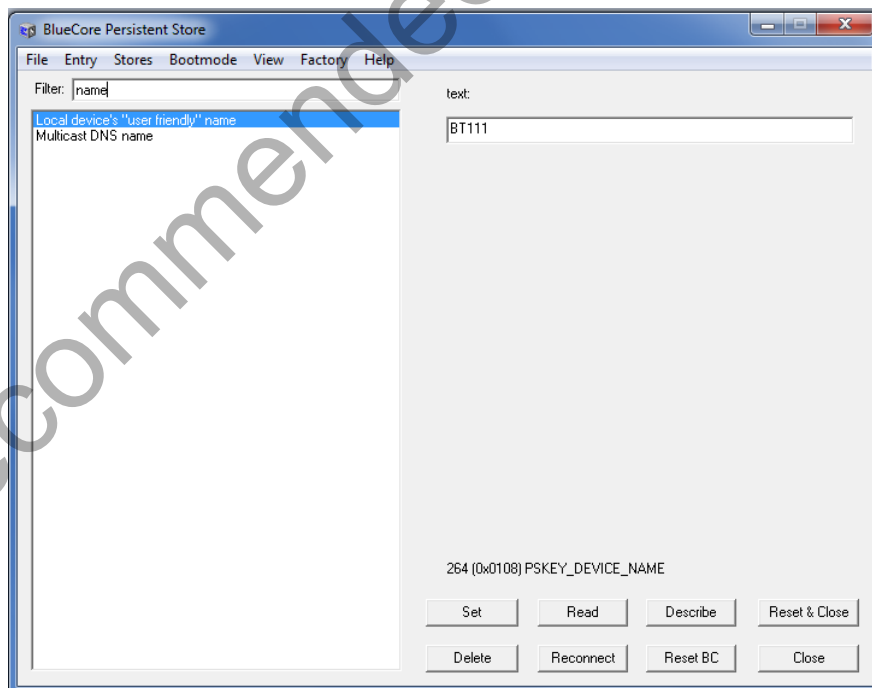 BlueCore Persistent Store
File Entry Stores Bootmode View Factory Help
Filter: name
Local device's "user friendly" name
Multicast DNS name
text:
BT111
264 (0x0108) PSKEY_DEVICE_NAME
Set Read Describe Reset & Close
Delete Reconnect Reset BC Close
commended